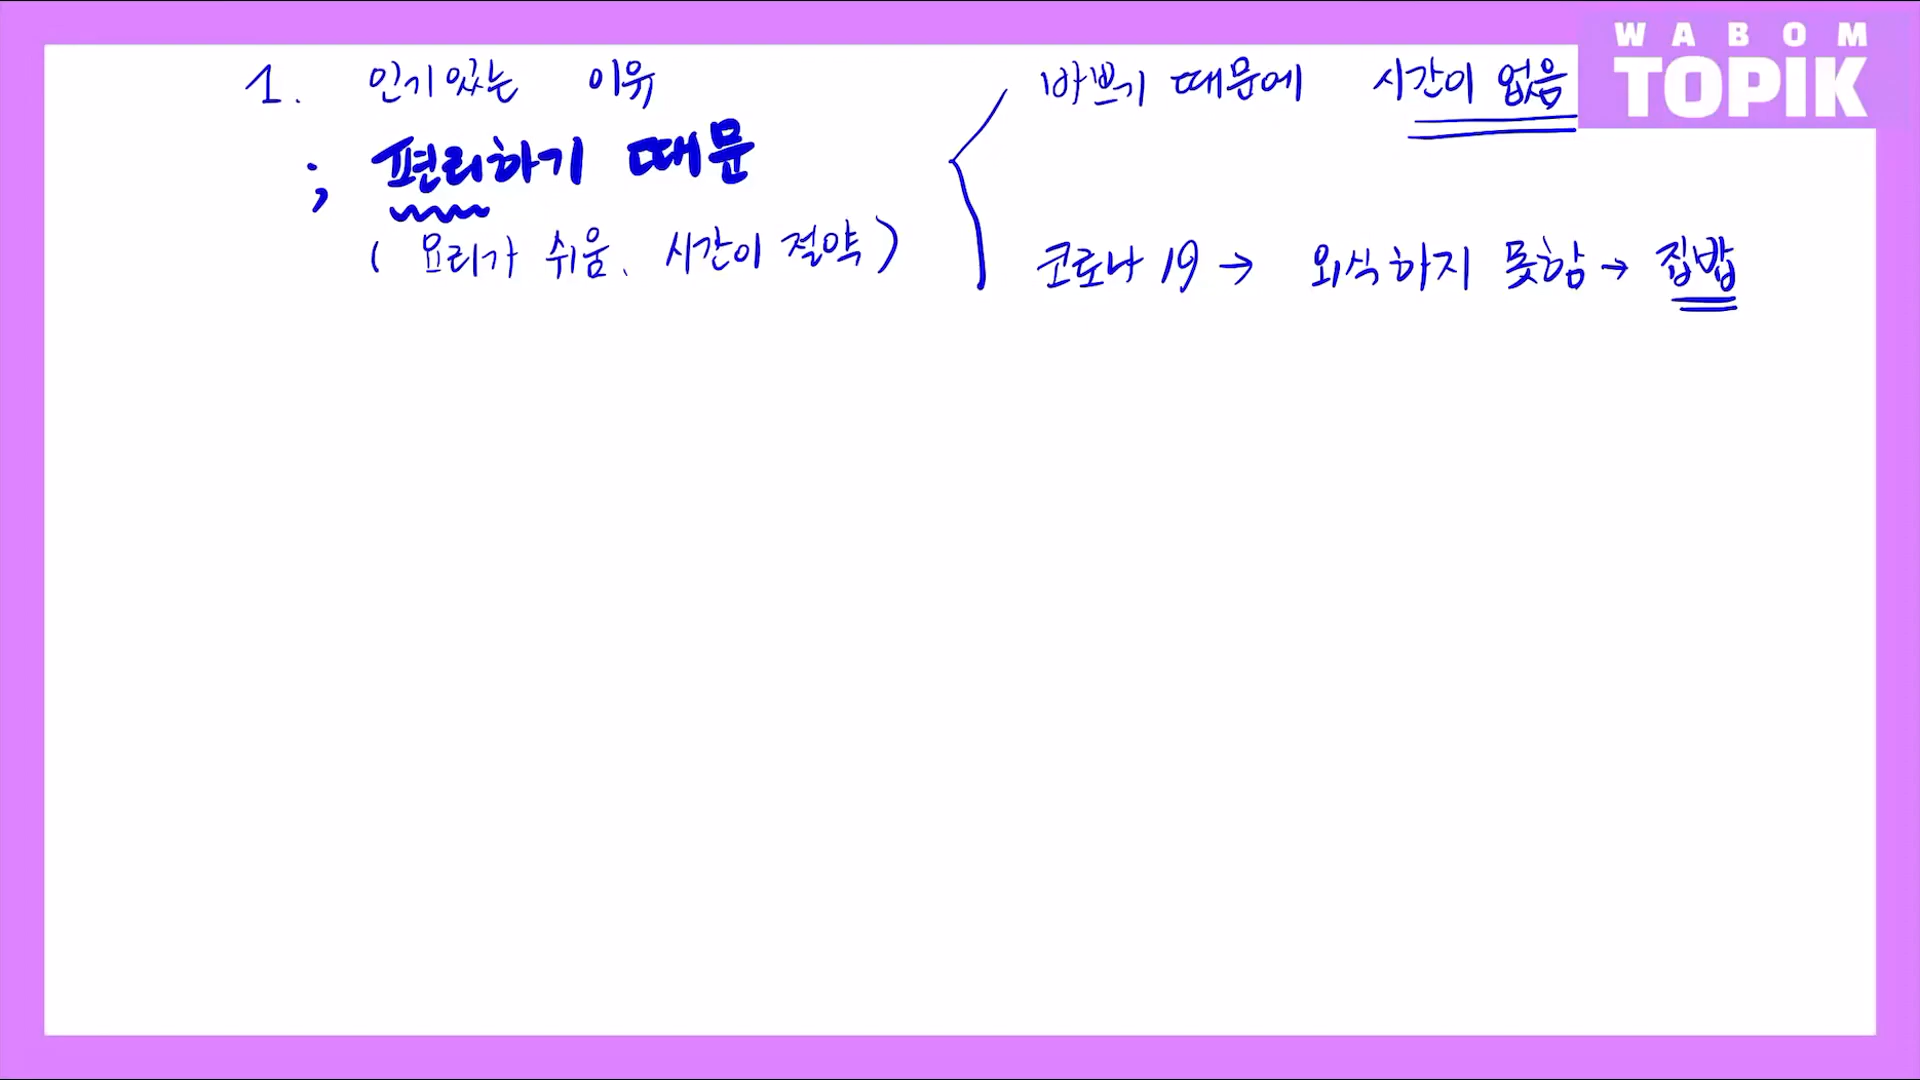 WABOM
TOPIK
1. 인기있는 이유
; 편리하기 때문
( 요리가 쉬움, 시간이 절약 )
바쁘기 때문에 시간이 없음
코로나 19 → 외식하지 못함 → 집밥